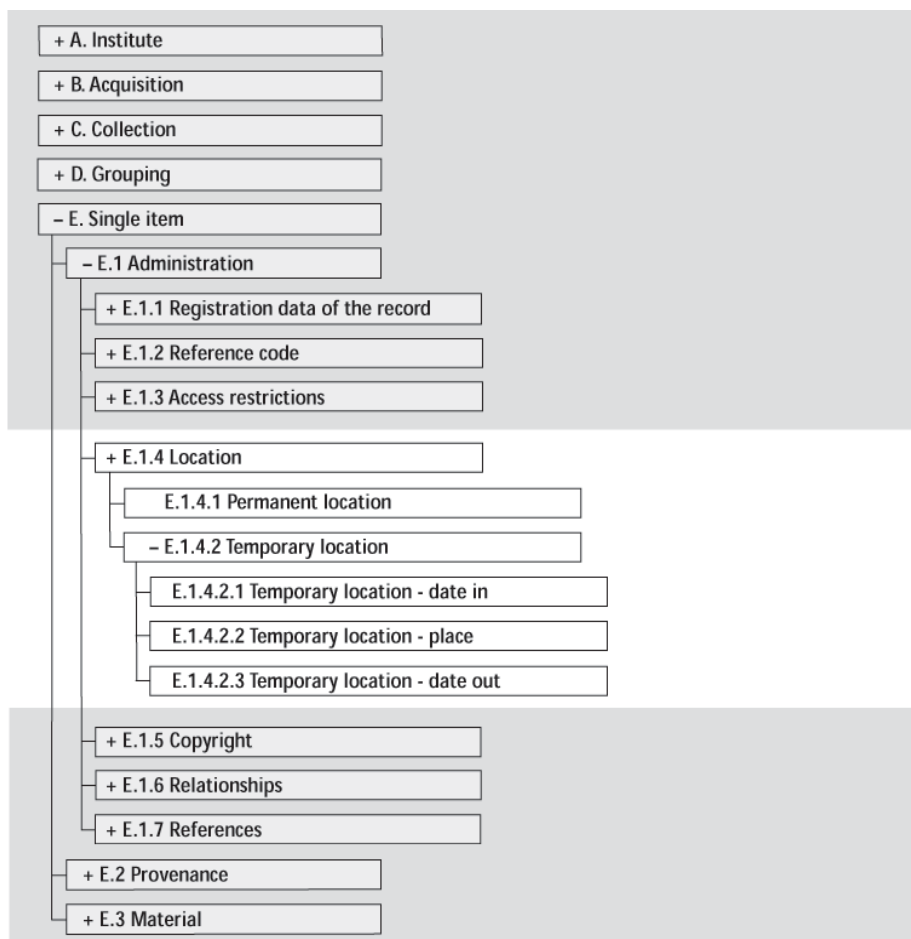 + A. Institute
+ B. Acquisition
+ C. Collection
+ D. Grouping
– E. Single item
– E.1 Administration
+ E.1.1 Registration data of the record
+ E.1.2 Reference code
+ E.1.3 Access restrictions
+ E.1.4 Location
E.1.4.1 Permanent location
– E.1.4.2 Temporary location
E.1.4.2.1 Temporary location - date in
E.1.4.2.2 Temporary location - place
E.1.4.2.3 Temporary location - date out
+ E.1.5 Copyright
+ E.1.6 Relationships
+ E.1.7 References
+ E.2 Provenance
+ E.3 Material